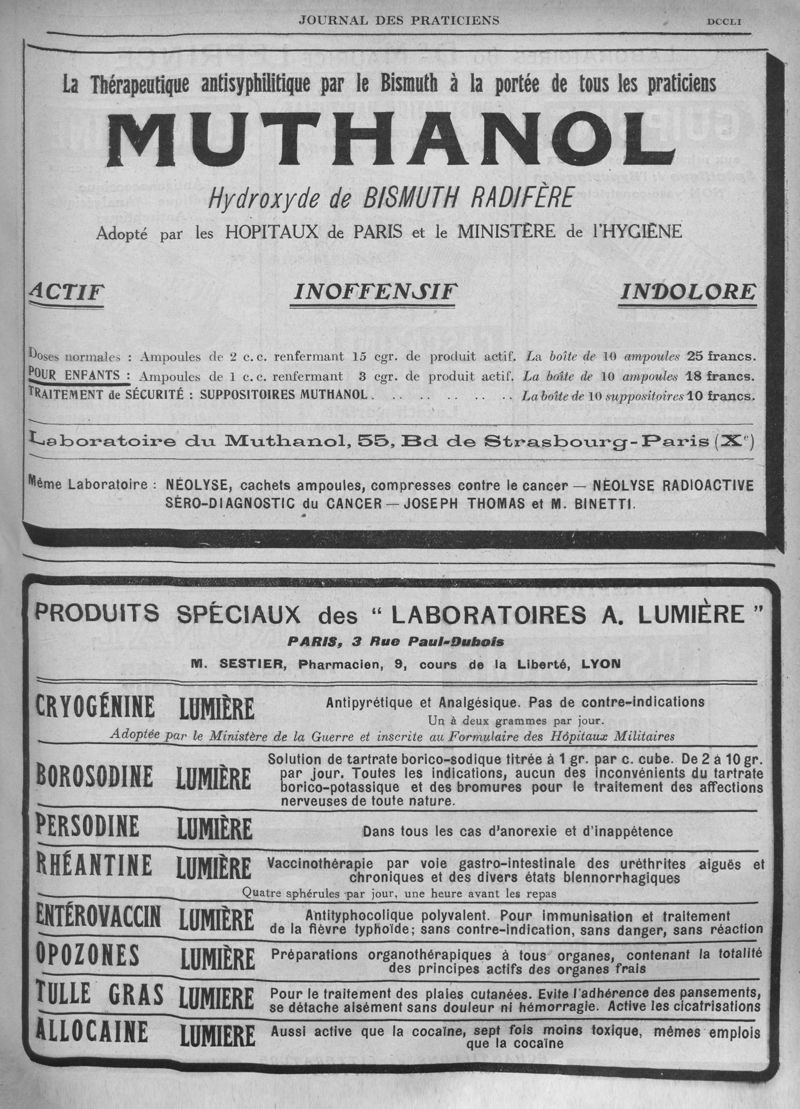 JOURNAL DES PRATICIENS
DCCLI
La Thérapeutique antisyphilitique par le Bismuth à la portée de tous les praticiens
MUTHANOL
Hydroxyde de BISMUTH RADIFÈRE
Adopté par les HOPITAUX de PARIS et le MINISTÈRE de l'HYGIÈNE
ACTIF INOFFENSIF INDOLORE
Doses normales : Ampoules de 2 c. c. renfermant 15 cgr. de produit actif. La boîte de 10 ampoules 25 francs.
POUR ENFANTS : Ampoules de 1 c. c. renfermant 3 cgr. de produit actif. La boîte de 10 ampoules 18 francs.
TRAITEMENT de SÉCURITÉ : SUPPOSITOIRES MUTHANOL . . . . . . . . La boîte de 10 suppositoires 10 francs.
Laboratoire du Muthanol, 55, Bd de Strasbourg-Paris (Xe)
Même Laboratoire : NÉOLYSE, cachets ampoules, compresses contre le cancer — NÉOLYSE RADIOACTIVE
SÉRO-DIAGNOSTIC du CANCER — JOSEPH THOMAS et M. BINETTI.
PRODUITS SPÉCIAUX des "LABORATOIRES A. LUMIÈRE"
PARIS, 3 Rue Paul-Dubois
M. SESTIER, Pharmacien, 9, cours de la Liberté, LYON
CRYOGÉNINE LUMIÈRE Antipyrétique et Analgésique. Pas de contre-indications
Un à deux grammes par jour.
Adoptée par le Ministère de la Guerre et inscrite au Formulaire des Hôpitaux Militaires
BOROSODINE LUMIÈRE Solution de tartrate borico-sodique titrée à 1 gr. par c. cube. De 2 à 10 gr.
par jour. Toutes les indications, aucun des inconvénients du tartrate
borico-potassique et des bromures pour le traitement des affections
nerveuses de toute nature.
PERSODINE LUMIÈRE Dans tous les cas d'anorexie et d'inappétence
RHÉANTINE LUMIÈRE Vaccinothérapie par voie gastro-intestinale des uréthrites aiguës et
chroniques et des divers états blennorrhagiques
Quatre sphérules par jour, une heure avant les repas
ENTÉROVACCIN LUMIÈRE Antityphocolique polyvalent. Pour immunisation et traitement
de la fièvre typhoïde; sans contre-indication, sans danger, sans réaction
OPOZONES LUMIÈRE Préparations organothérapiques à tous organes, contenant la totalité
des principes actifs des organes frais
TULLE GRAS LUMIERE Pour le traitement des plaies cutanées. Evite l'adhérence des pansements,
se détache aisément sans douleur ni hémorragie. Active les cicatrisations
ALLOCAINE LUMIERE Aussi active que la cocaïne, sept fois moins toxique, mêmes emplois
que la cocaïne